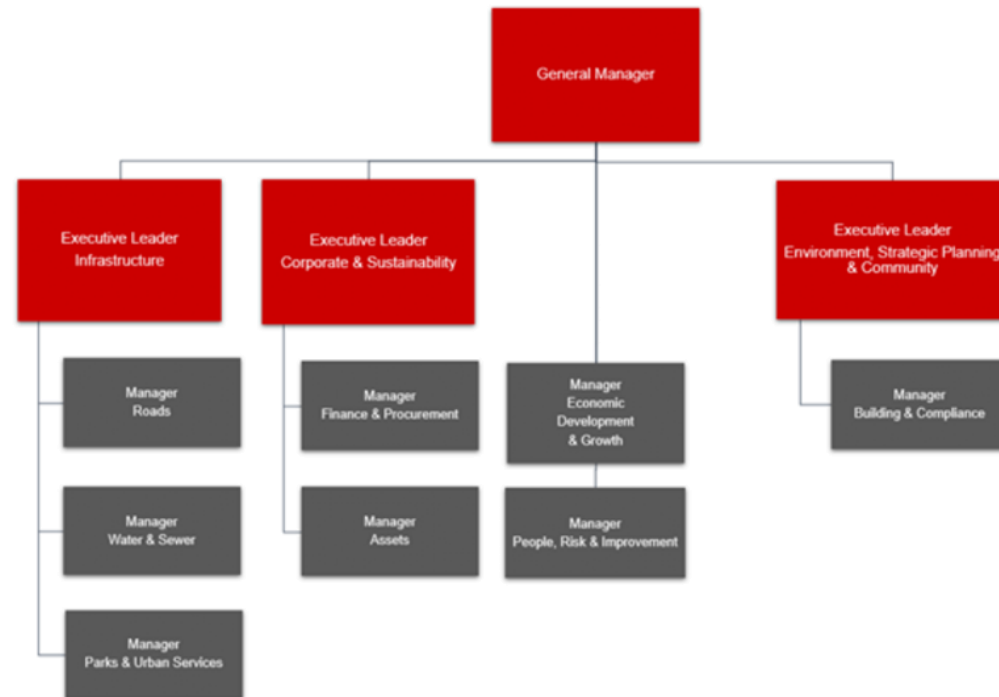 General Manager
Executive Leader
Infrastructure
Executive Leader
Corporate & Sustainability
Executive Leader
Environment, Strategic Planning
& Community
Manager
Roads
Manager
Finance & Procurement
Manager
Economic
Development
& Growth
Manager
Building & Compliance
Manager
Water & Sewer
Manager
Assets
Manager
People, Risk & Improvement
Manager
Parks & Urban Services